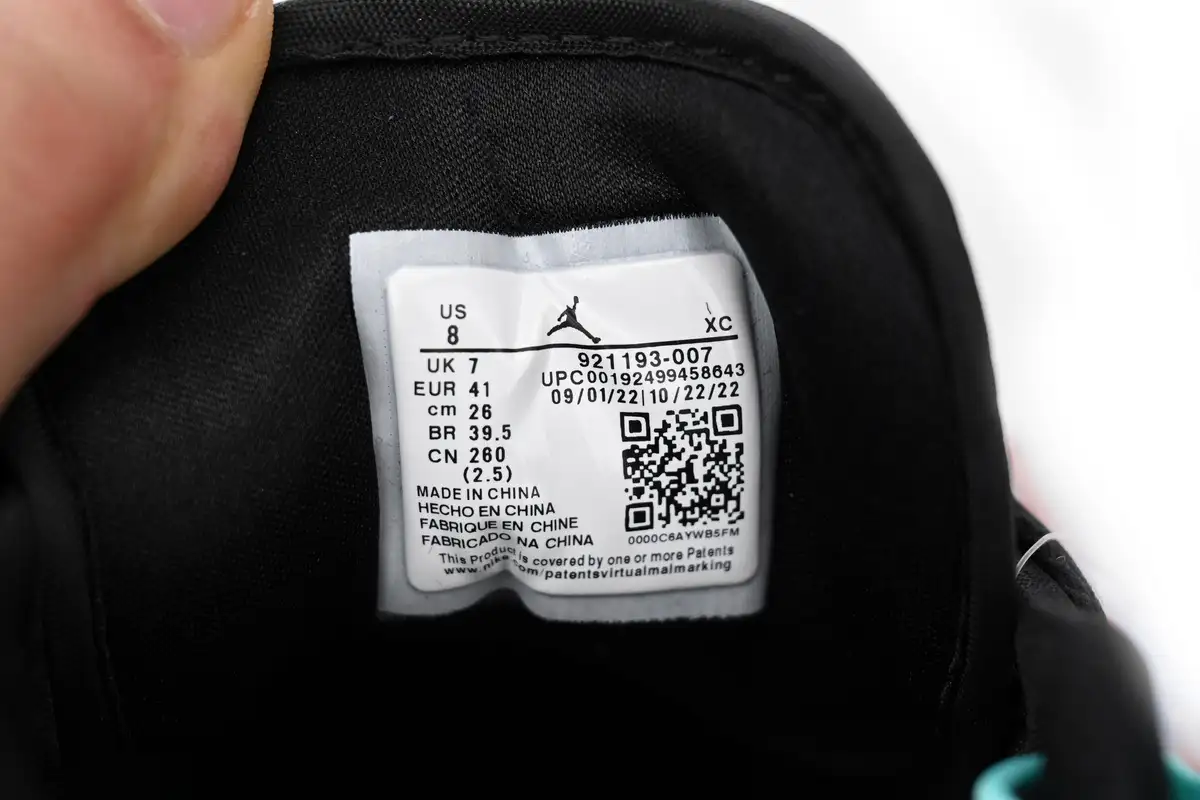 US
8
XC
UK 7
EUR 41
cm 26
BR 39.5
CN 260
(2.5)
921193-007
UPC00192499458643
09/01/22|10/22/22
0000C6AYWB5FM
MADE IN CHINA
HECHO EN CHINA
FABRIQUE EN CHINE
FABRICADO NA CHINA
This Product is covered by one or more Patents
www.nike.com/patentsvirtualmalmarking